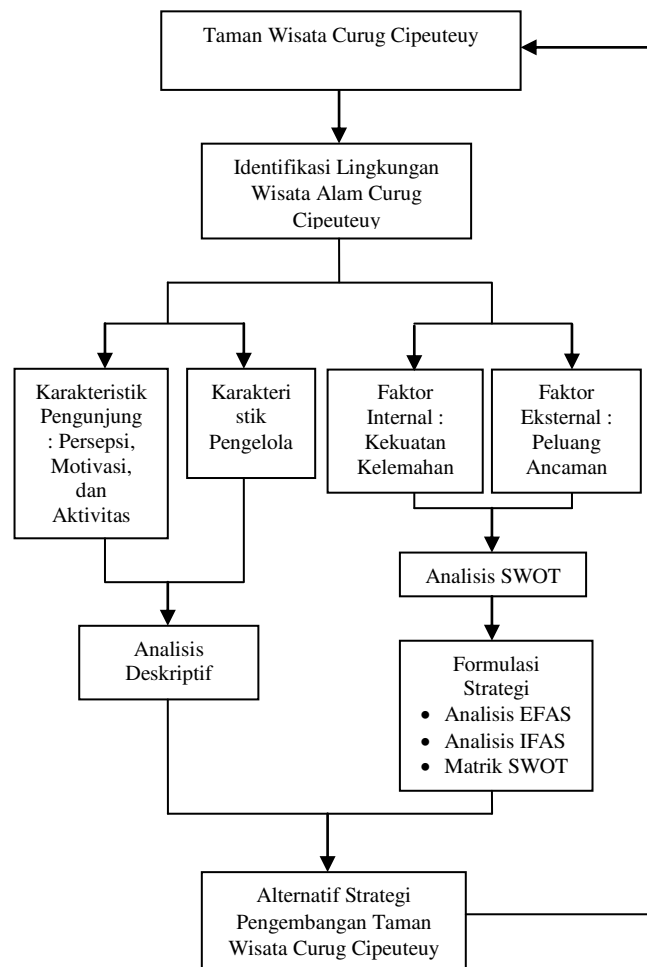 Taman Wisata Curug Cipeuteuy
Identifikasi Lingkungan
Wisata Alam Curug
Cipeuteuy
Karakteristik
Pengunjung
: Persepsi,
Motivasi,
dan
Aktivitas
Karakteri
stik
Pengelola
Faktor
Internal :
Kekuatan
Kelemahan
Faktor
Eksternal :
Peluang
Ancaman
Analisis SWOT
Analisis
Deskriptif
Formulasi
Strategi
• Analisis EFAS
• Analisis IFAS
• Matrik SWOT
Alternatif Strategi
Pengembangan Taman
Wisata Curug Cipeuteuy